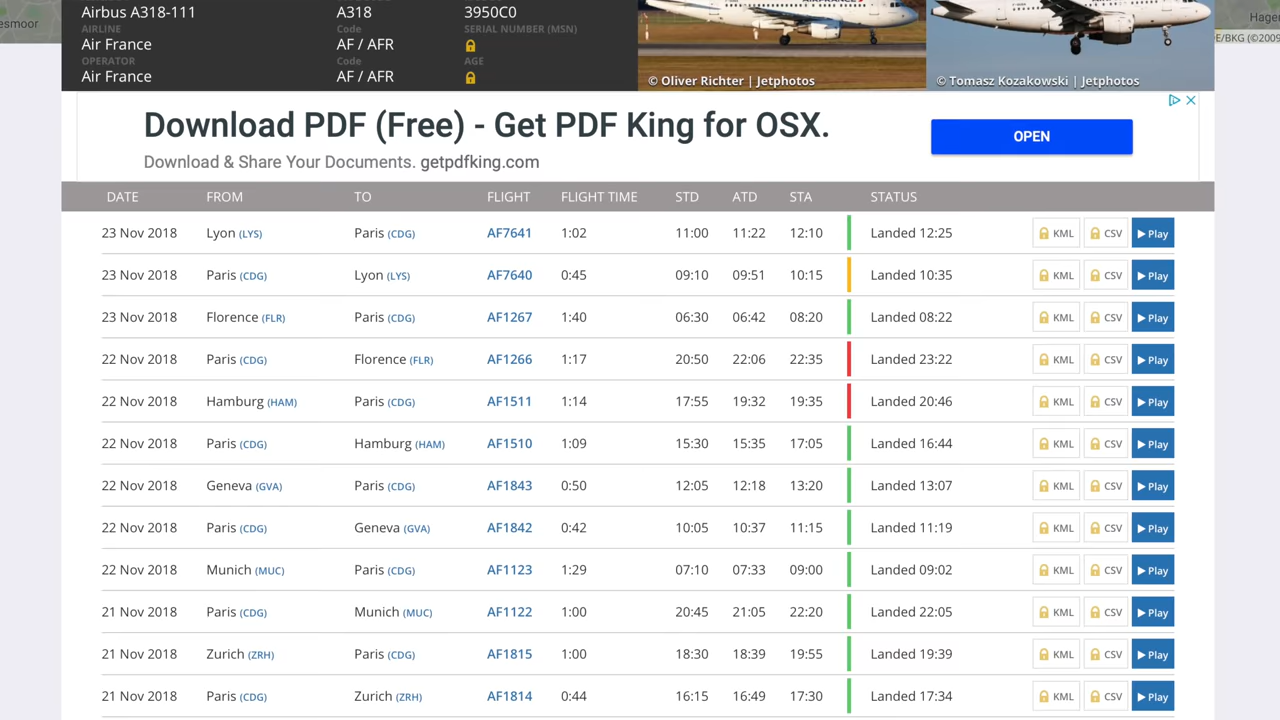 esmoor
Hager
E/BKG (©2009
Airbus A318-111 A318 3950C0
AIRLINE Code SERIAL NUMBER (MSN)
Air France AF / AFR
OPERATOR Code AGE
Air France AF / AFR
© Oliver Richter | Jetphotos
© Tomasz Kozakowski | Jetphotos
Download PDF (Free) - Get PDF King for OSX.
Download & Share Your Documents. getpdfking.com
OPEN
DATE FROM TO FLIGHT FLIGHT TIME STD ATD STA STATUS
23 Nov 2018 Lyon (LYS) Paris (CDG) AF7641 1:02 11:00 11:22 12:10 Landed 12:25 KML CSV Play
23 Nov 2018 Paris (CDG) Lyon (LYS) AF7640 0:45 09:10 09:51 10:15 Landed 10:35 KML CSV Play
23 Nov 2018 Florence (FLR) Paris (CDG) AF1267 1:40 06:30 06:42 08:20 Landed 08:22 KML CSV Play
22 Nov 2018 Paris (CDG) Florence (FLR) AF1266 1:17 20:50 22:06 22:35 Landed 23:22 KML CSV Play
22 Nov 2018 Hamburg (HAM) Paris (CDG) AF1511 1:14 17:55 19:32 19:35 Landed 20:46 KML CSV Play
22 Nov 2018 Paris (CDG) Hamburg (HAM) AF1510 1:09 15:30 15:35 17:05 Landed 16:44 KML CSV Play
22 Nov 2018 Geneva (GVA) Paris (CDG) AF1843 0:50 12:05 12:18 13:20 Landed 13:07 KML CSV Play
22 Nov 2018 Paris (CDG) Geneva (GVA) AF1842 0:42 10:05 10:37 11:15 Landed 11:19 KML CSV Play
22 Nov 2018 Munich (MUC) Paris (CDG) AF1123 1:29 07:10 07:33 09:00 Landed 09:02 KML CSV Play
21 Nov 2018 Paris (CDG) Munich (MUC) AF1122 1:00 20:45 21:05 22:20 Landed 22:05 KML CSV Play
21 Nov 2018 Zurich (ZRH) Paris (CDG) AF1815 1:00 18:30 18:39 19:55 Landed 19:39 KML CSV Play
21 Nov 2018 Paris (CDG) Zurich (ZRH) AF1814 0:44 16:15 16:49 17:30 Landed 17:34 KML CSV Play